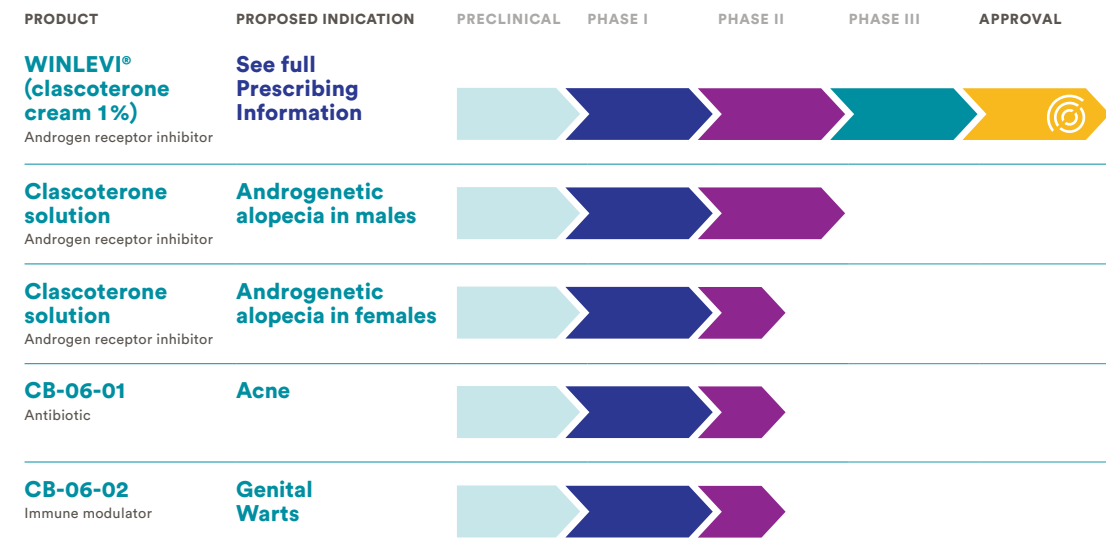 PRODUCT PROPOSED INDICATION PRECLINICAL PHASE I PHASE II PHASE III APPROVAL
WINLEVI®
(clascoterone
cream 1%)
Androgen receptor inhibitor
See full
Prescribing
Information
Clascoterone
solution
Androgen receptor inhibitor
Androgenetic
alopecia in males
Clascoterone
solution
Androgen receptor inhibitor
Androgenetic
alopecia in females
CB-06-01
Antibiotic
Acne
CB-06-02
Immune modulator
Genital
Warts